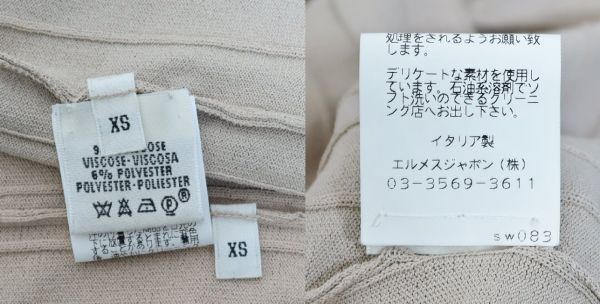 XS
VISCOSE-VISCOSA
6% POLYESTER
POLYESTER-POLIESTER
XS
処理をされるようお願い致
します。
デリケートな素材を使用し
ています。石油系溶剤でソ
フト洗いのできるクリーニ
ング店へお出し下さい。
イタリア製
エルメスジャポン(株)
03-3569-3611
sw083